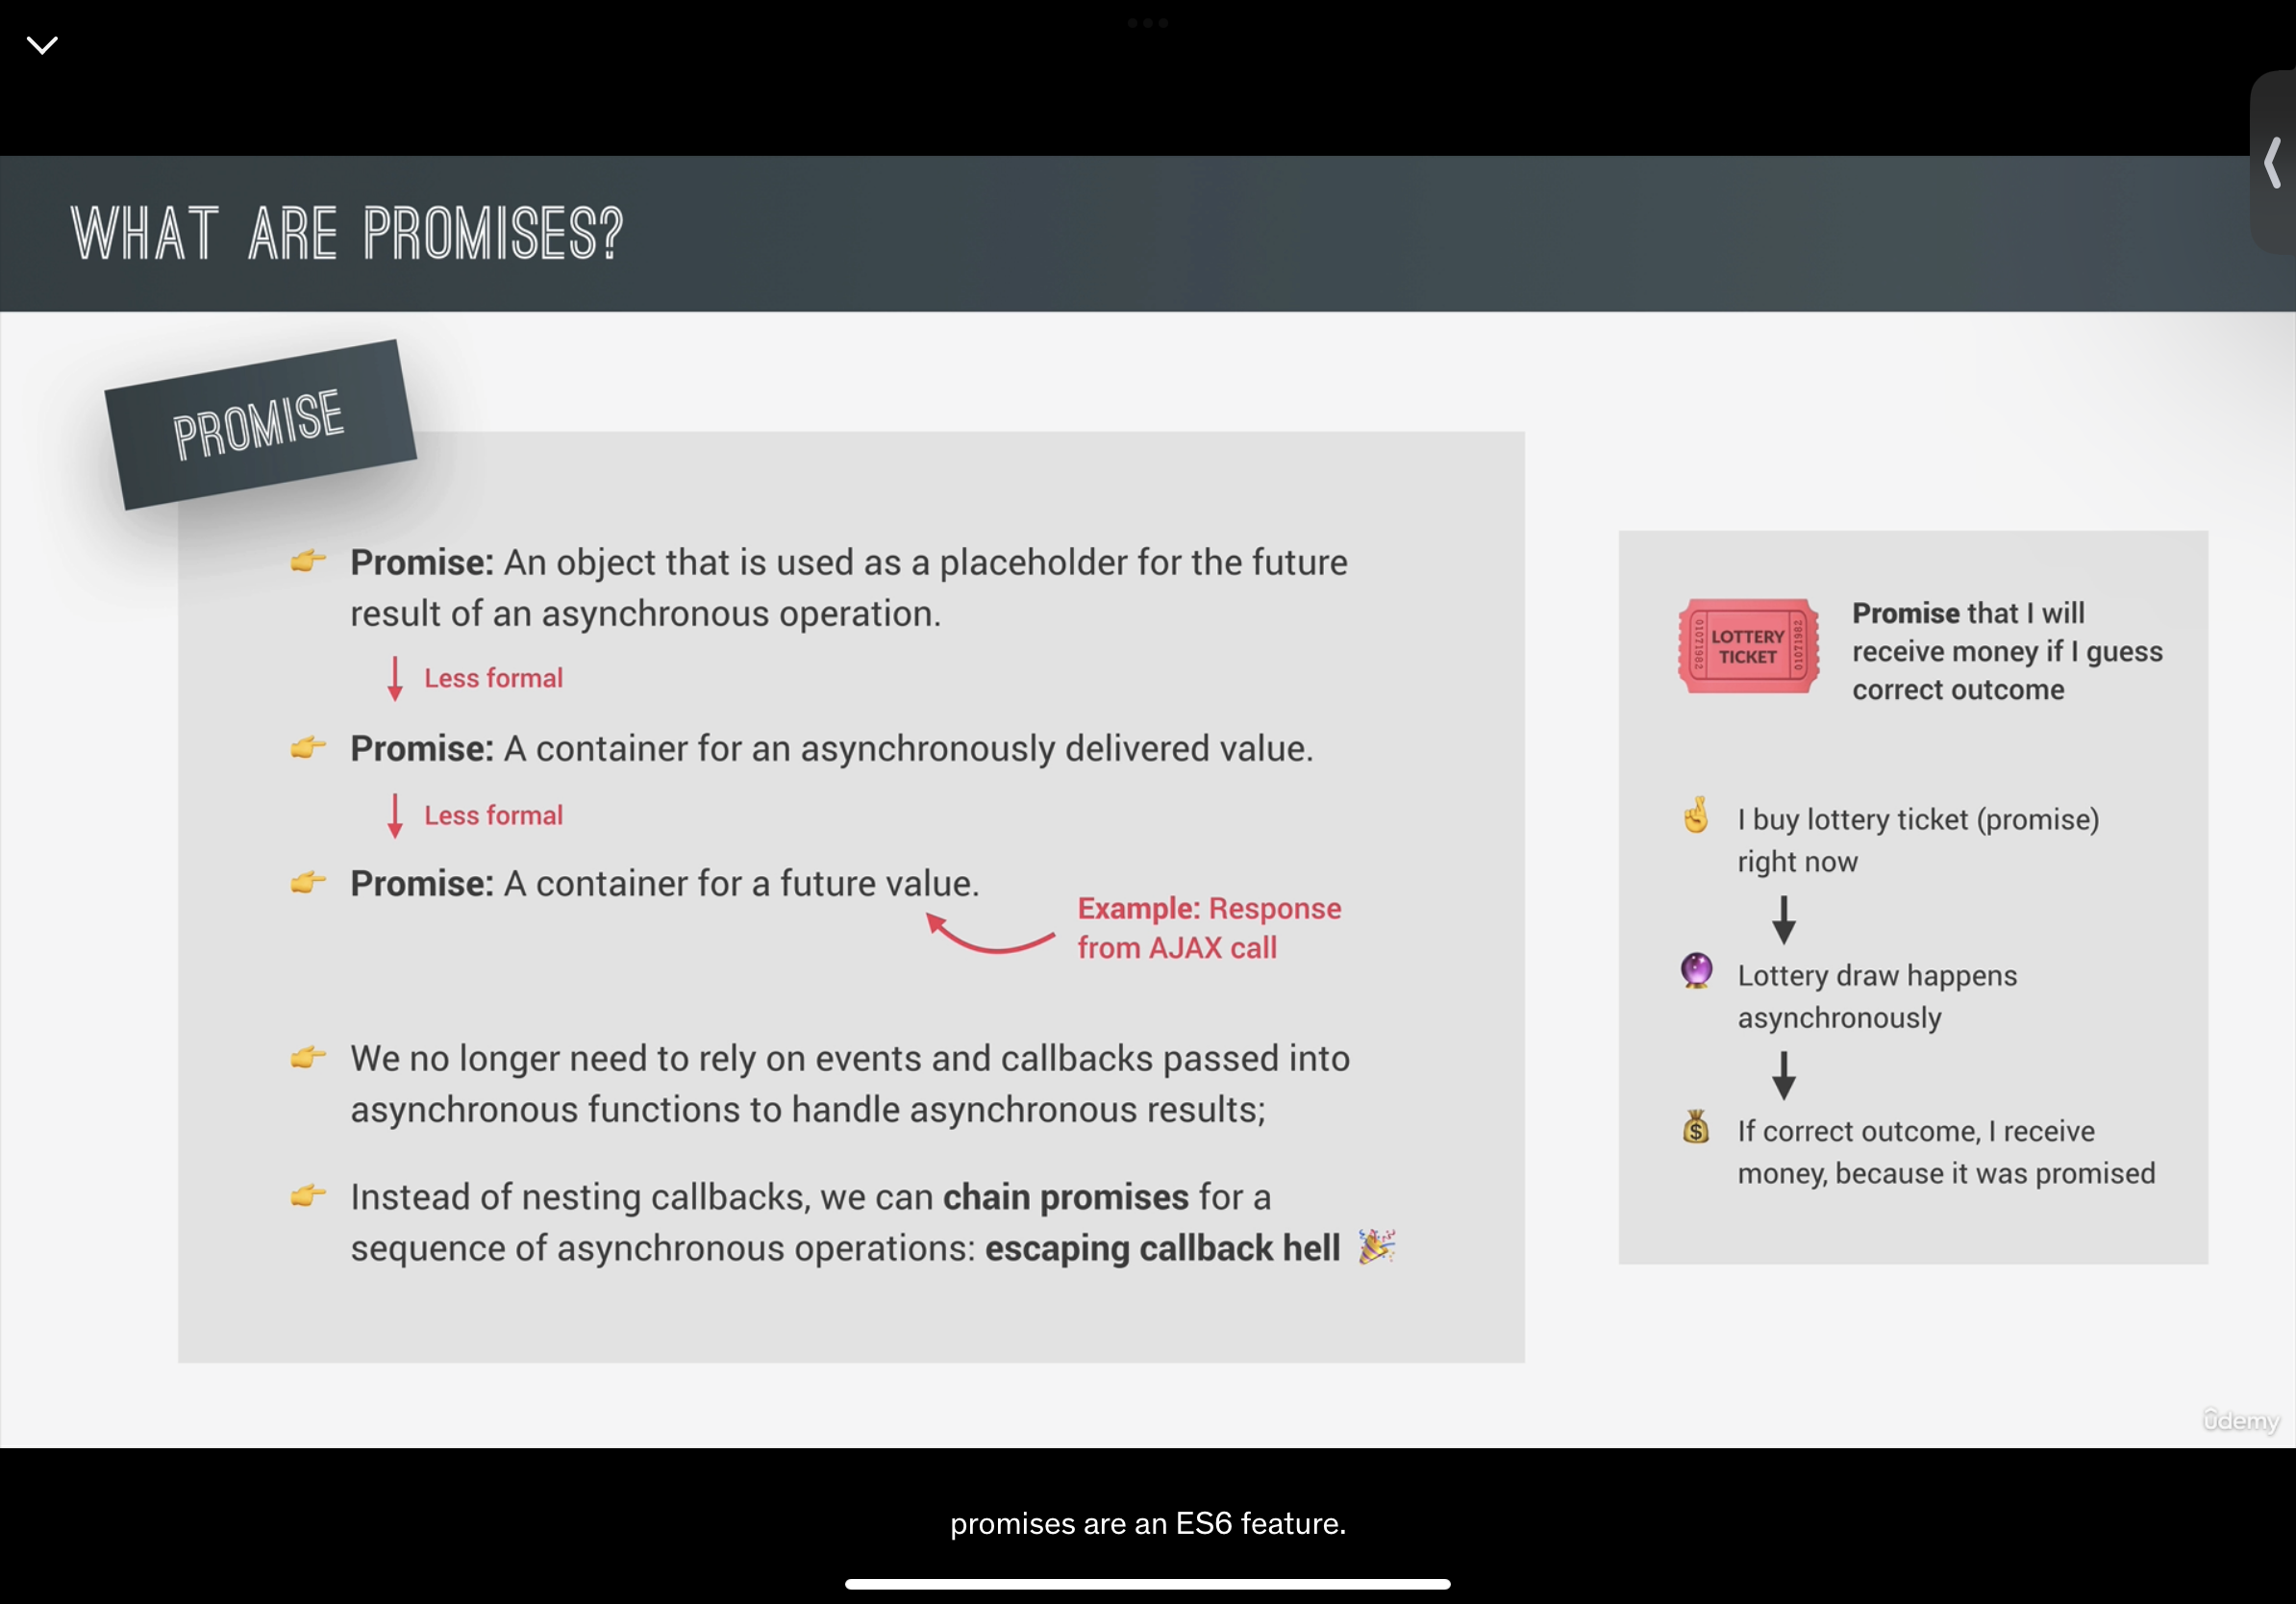 WHAT ARE PROMISES?
PROMISE
Promise: An object that is used as a placeholder for the future
result of an asynchronous operation.
Less formal
Promise: A container for an asynchronously delivered value.
Less formal
Promise: A container for a future value.
Example: Response
from AJAX call
We no longer need to rely on events and callbacks passed into
asynchronous functions to handle asynchronous results;
Instead of nesting callbacks, we can chain promises for a
sequence of asynchronous operations: escaping callback hell
01071982
LOTTERY
TICKET
01071982
Promise that I will
receive money if I guess
correct outcome
I buy lottery ticket (promise)
right now
Lottery draw happens
asynchronously
$
If correct outcome, I receive
money, because it was promised
ûdemy
promises are an ES6 feature.